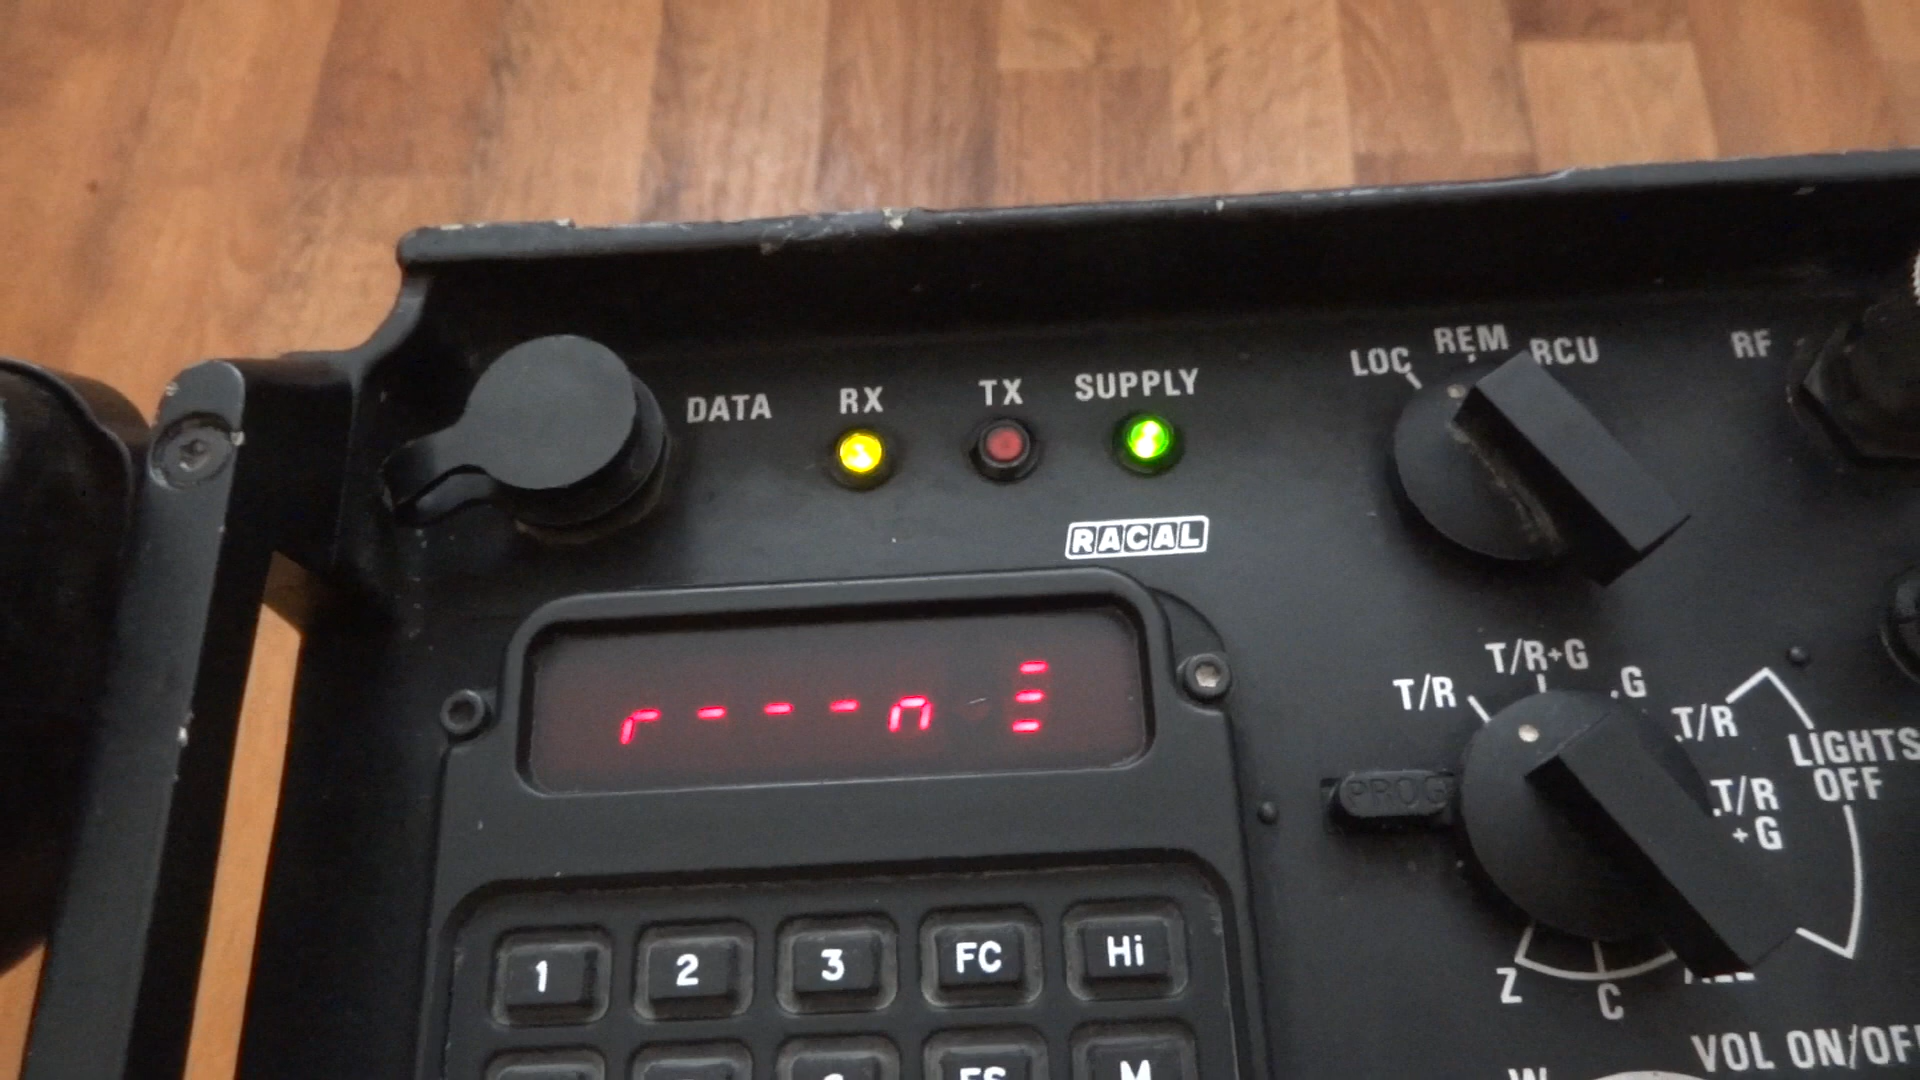 DATA RX TX SUPPLY
LOC REM RCU
RF
RACAL
r---n
T/R T/R+G .G
.T/R
LIGHTS
OFF
.T/R
+G
PROG
1 2 3 FC Hi
Z C
VOL ON/OFF